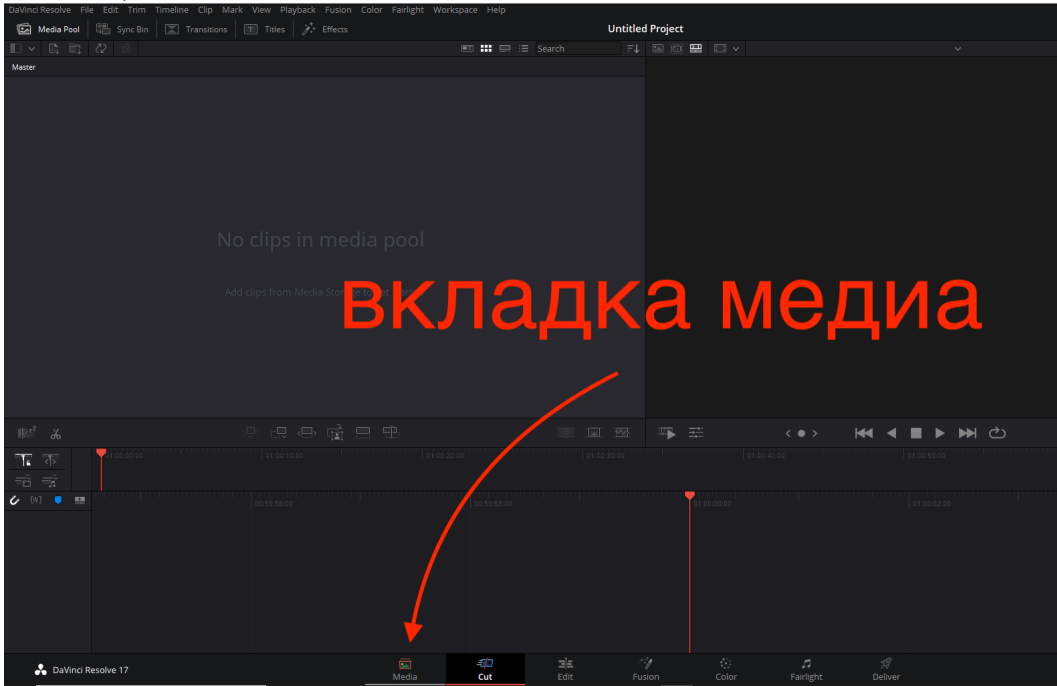 DaVinci Resolve File Edit Trim Timeline Clip Mark View Playback Fusion Color Fairlight Workspace Help
Media Pool Sync Bin Transitions Titles Effects Untitled Project
Search
Master
No clips in media pool
Add clips from Media Storage to get
вкладка медиа
01:00:00:00 01:00:10:00 01:00:20:00 01:00:30:00 01:00:40:00 01:00:50:00
00:59:56:00 00:59:58:00 01:00:00:00 01:00:02:00
DaVinci Resolve 17 Media Cut Edit Fusion Color Fairlight Deliver